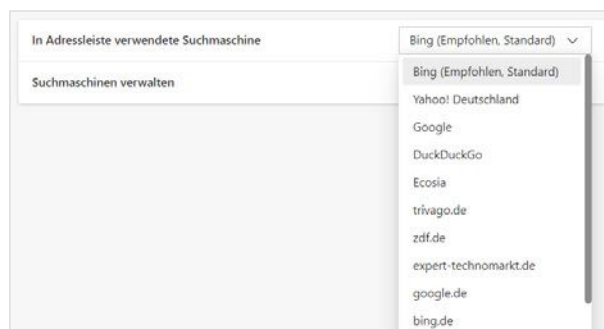 In Adressleiste verwendete Suchmaschine
Bing (Empfohlen, Standard)
Suchmaschinen verwalten
Bing (Empfohlen, Standard)
Yahoo! Deutschland
Google
DuckDuckGo
Ecosia
trivago.de
zdf.de
expert-technomarkt.de
google.de
bing.de